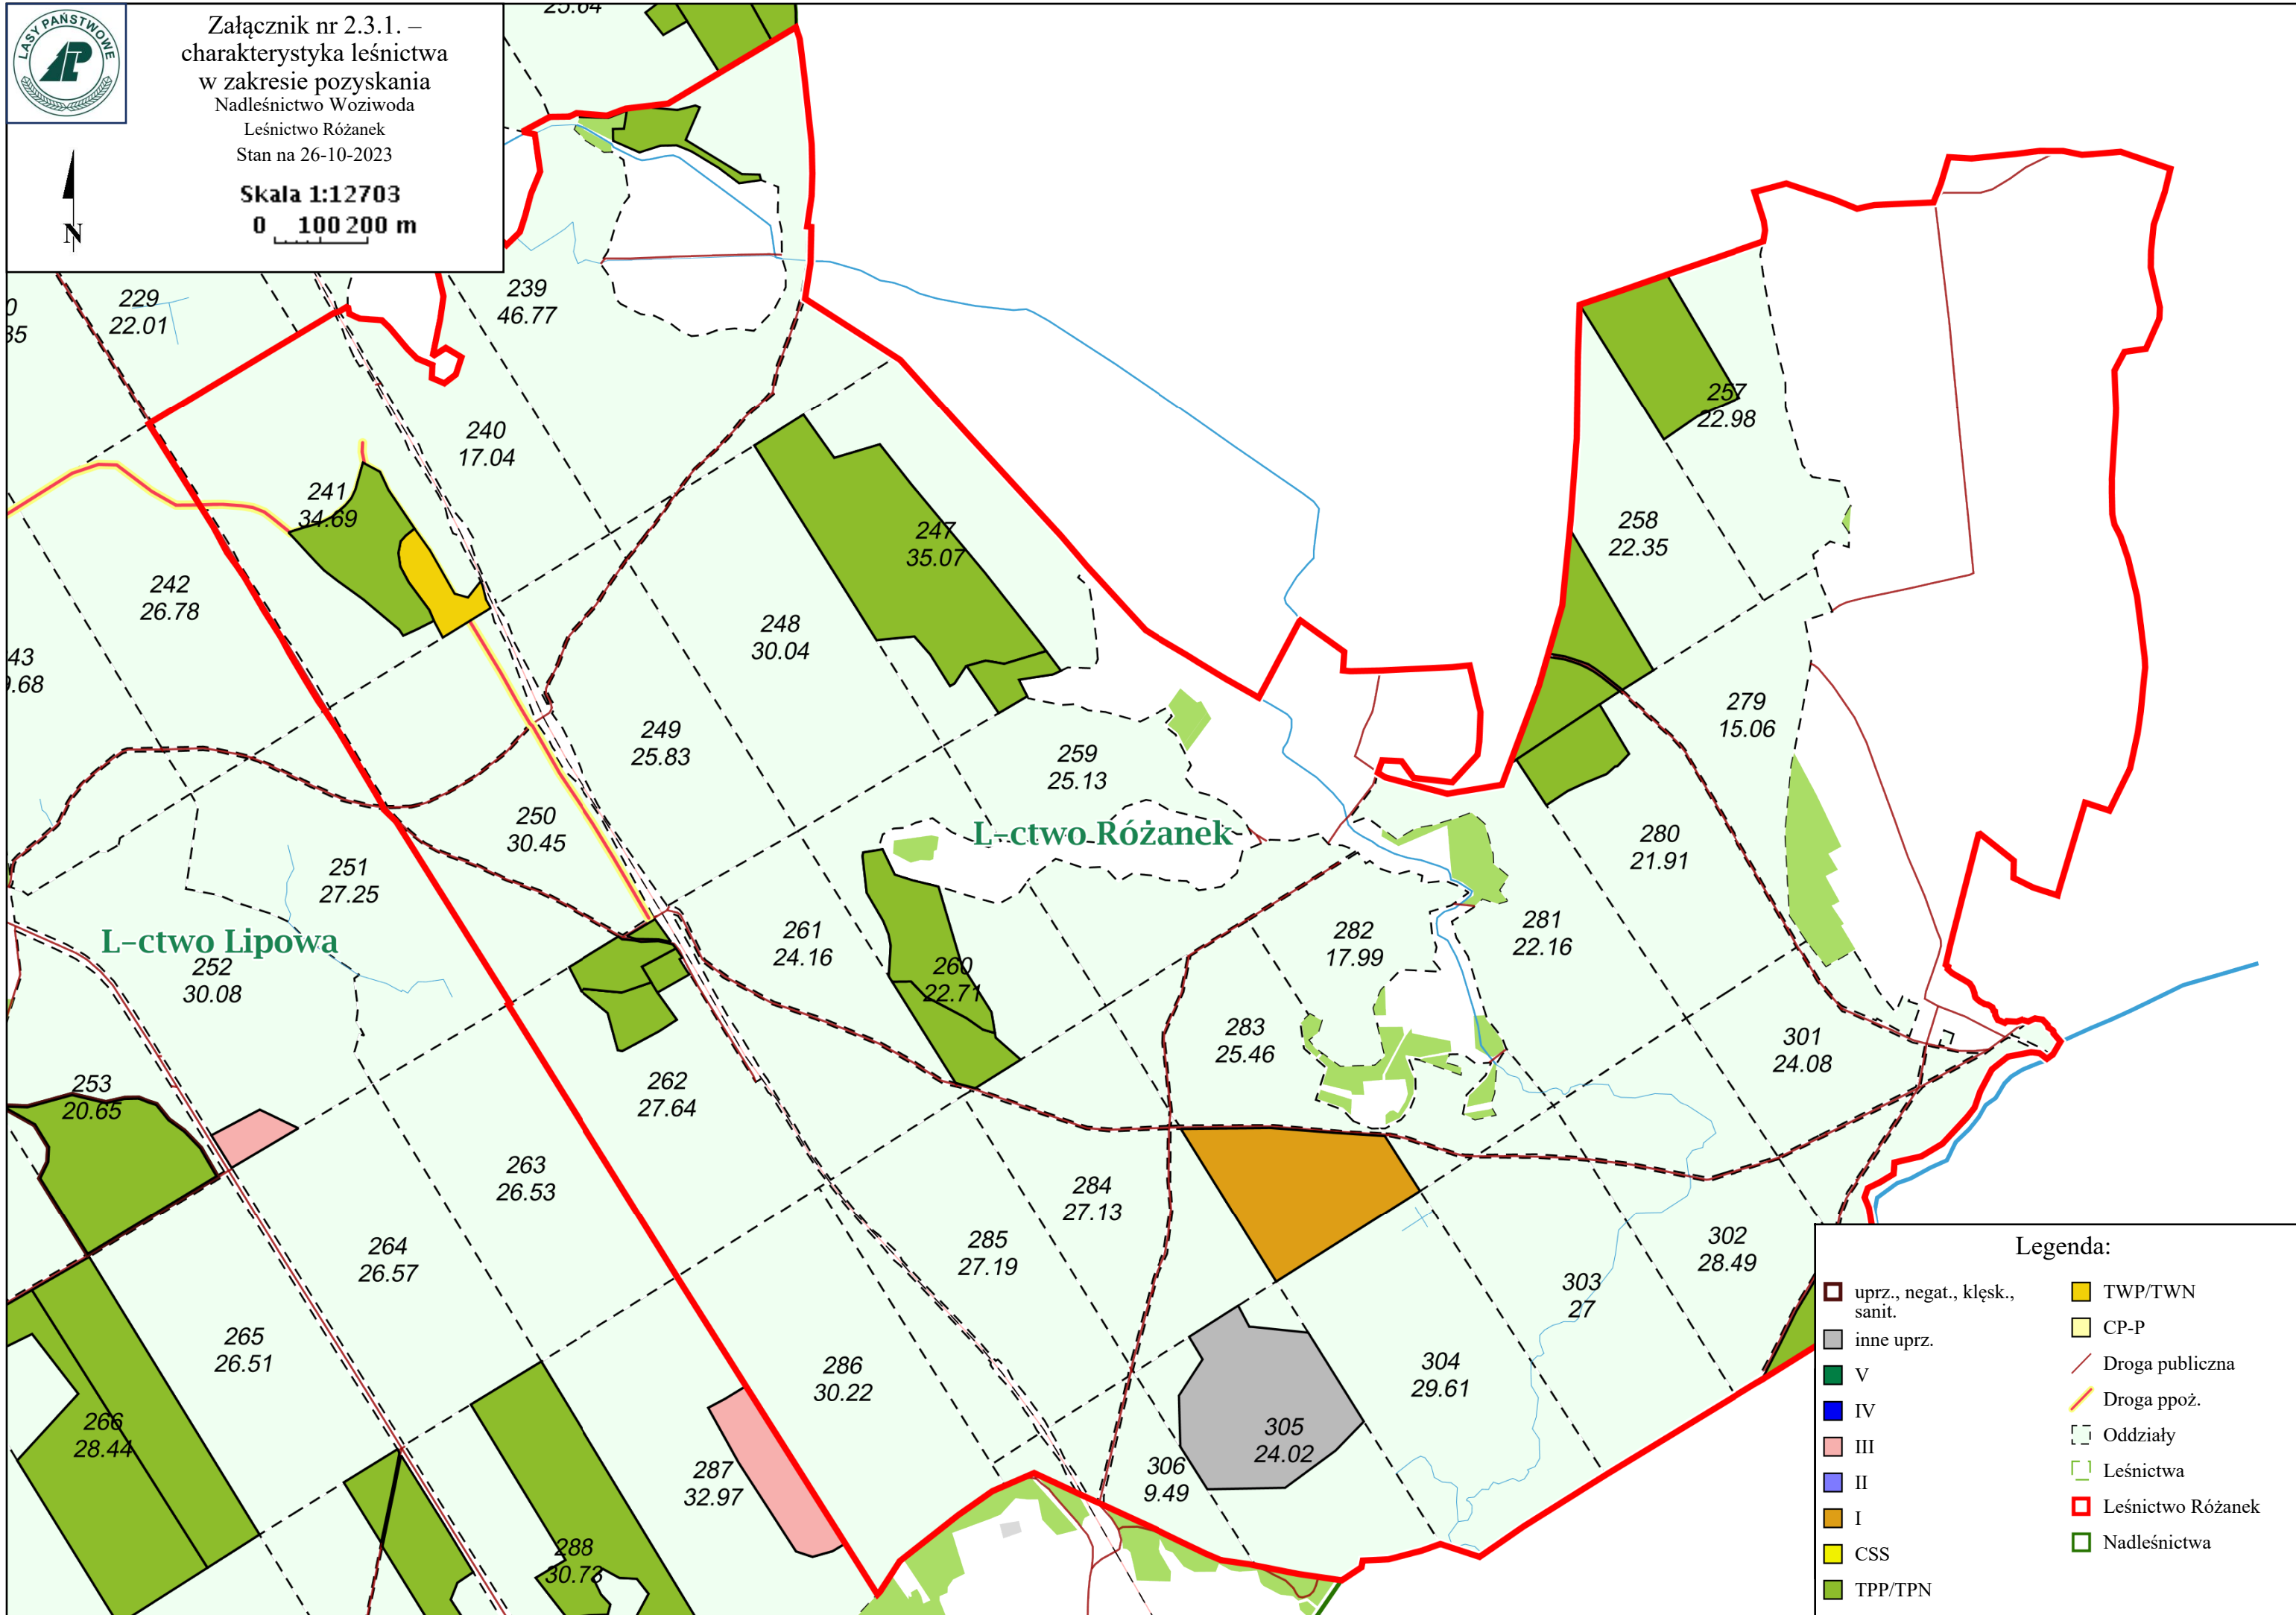 LASY PAŃSTWOWE
Załącznik nr 2.3.1. –
charakterystyka leśnictwa
w zakresie pozyskania
Nadleśnictwo Woziwoda
Leśnictwo Różanek
Stan na 26-10-2023
Skala 1:12703
0 100 200 m
N
25.64
229
22.01
239
46.77
0
35
257
22.98
240
17.04
241
34.69
247
35.07
258
22.35
242
26.78
248
30.04
43
9.68
249
25.83
259
25.13
279
15.06
250
30.45
L-ctwo Różanek
280
21.91
251
27.25
L-ctwo Lipowa
252
30.08
261
24.16
260
22.71
282
17.99
281
22.16
283
25.46
301
24.08
253
20.65
262
27.64
263
26.53
284
27.13
264
26.57
285
27.19
302
28.49
303
27
265
26.51
286
30.22
304
29.61
266
28.44
305
24.02
287
32.97
306
9.49
288
30.73
Legenda:
uprz., negat., klęsk.,
sanit.
inne uprz.
V
IV
III
II
I
CSS
TPP/TPN
TWP/TWN
CP-P
Droga publiczna
Droga ppoż.
Oddziały
Leśnictwa
Leśnictwo Różanek
Nadleśnictwa